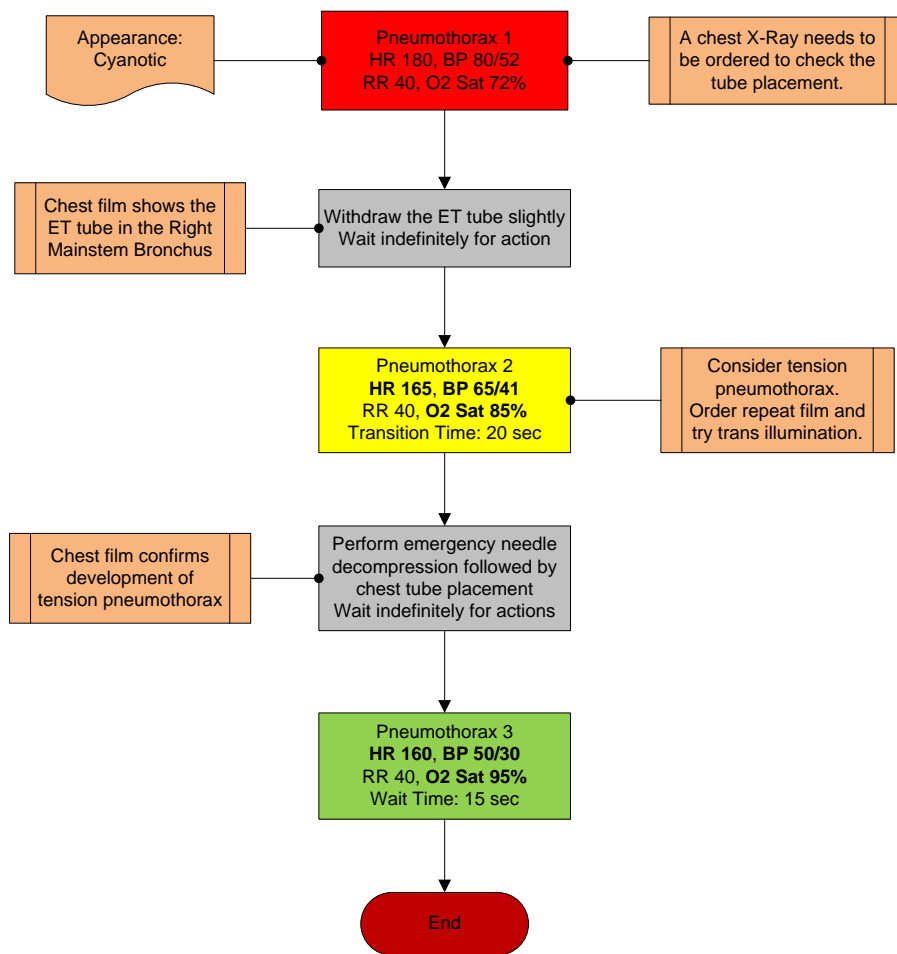 Appearance:
Cyanotic
Pneumothorax 1
HR 180, BP 80/52
RR 40, O2 Sat 72%
A chest X-Ray needs to
be ordered to check the
tube placement.
Chest film shows the
ET tube in the Right
Mainstem Bronchus
Withdraw the ET tube slightly
Wait indefinitely for action
Pneumothorax 2
HR 165, BP 65/41
RR 40, O2 Sat 85%
Transition Time: 20 sec
Consider tension
pneumothorax.
Order repeat film and
try trans illumination.
Chest film confirms
development of
tension pneumothorax
Perform emergency needle
decompression followed by
chest tube placement
Wait indefinitely for actions
Pneumothorax 3
HR 160, BP 50/30
RR 40, O2 Sat 95%
Wait Time: 15 sec
End